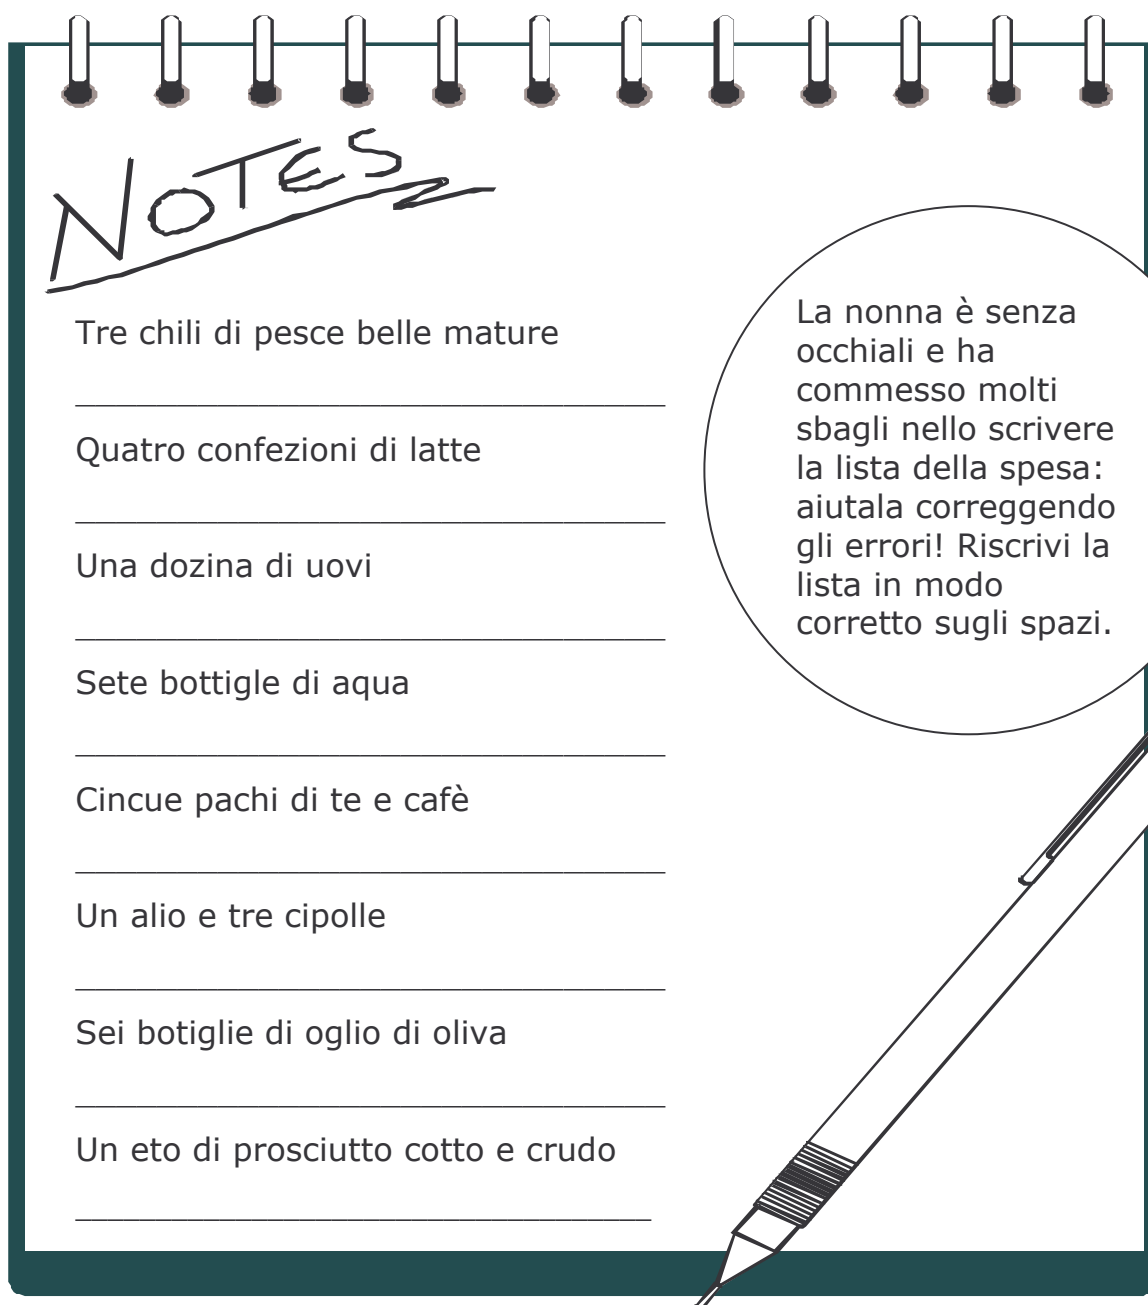 NOTES
Tre chili di pesce belle mature
Quatro confezioni di latte
Una dozina di uovi
Sete bottigle di aqua
Cincue pachi di te e cafè
Un alio e tre cipolle
Sei botiglie di oglio di oliva
Un eto di prosciutto cotto e crudo
La nonna è senza
occhiali e ha
commesso molti
sbagli nello scrivere
la lista della spesa:
aiutala correggendo
gli errori! Riscrivi la
lista in modo
corretto sugli spazi.